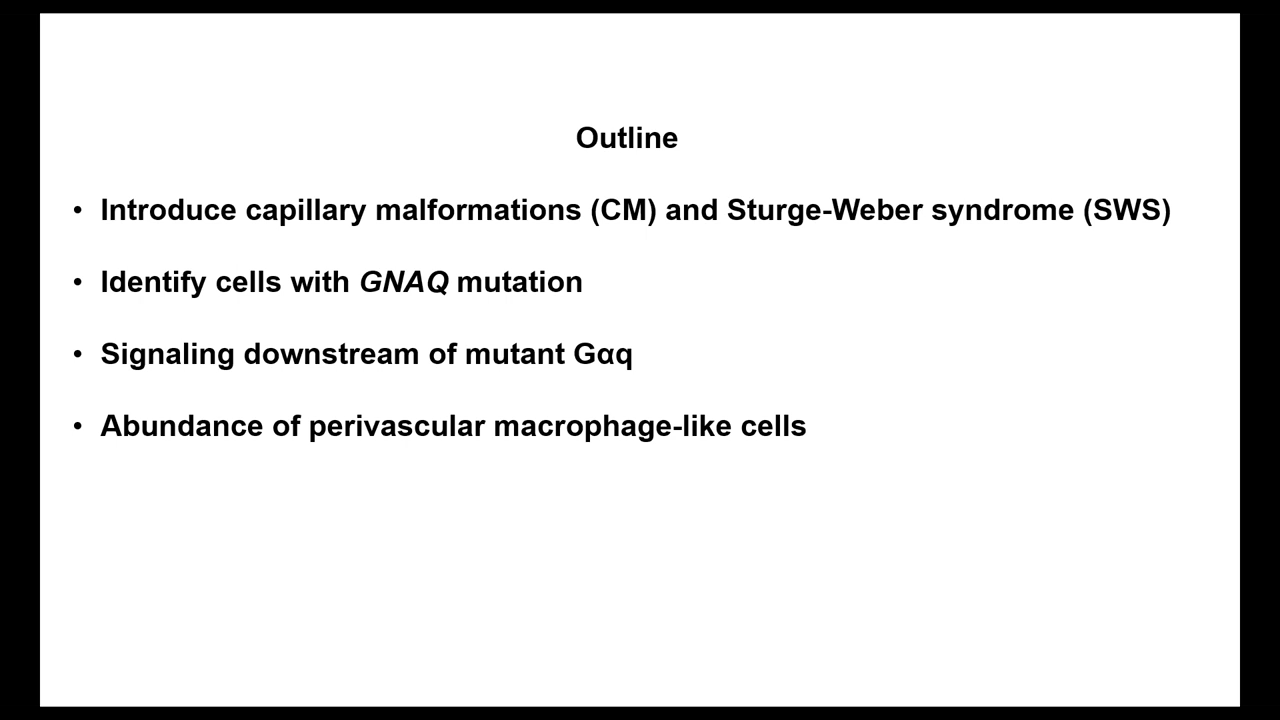 Outline
• Introduce capillary malformations (CM) and Sturge-Weber syndrome (SWS)
• Identify cells with GNAQ mutation
• Signaling downstream of mutant Gαq
• Abundance of perivascular macrophage-like cells